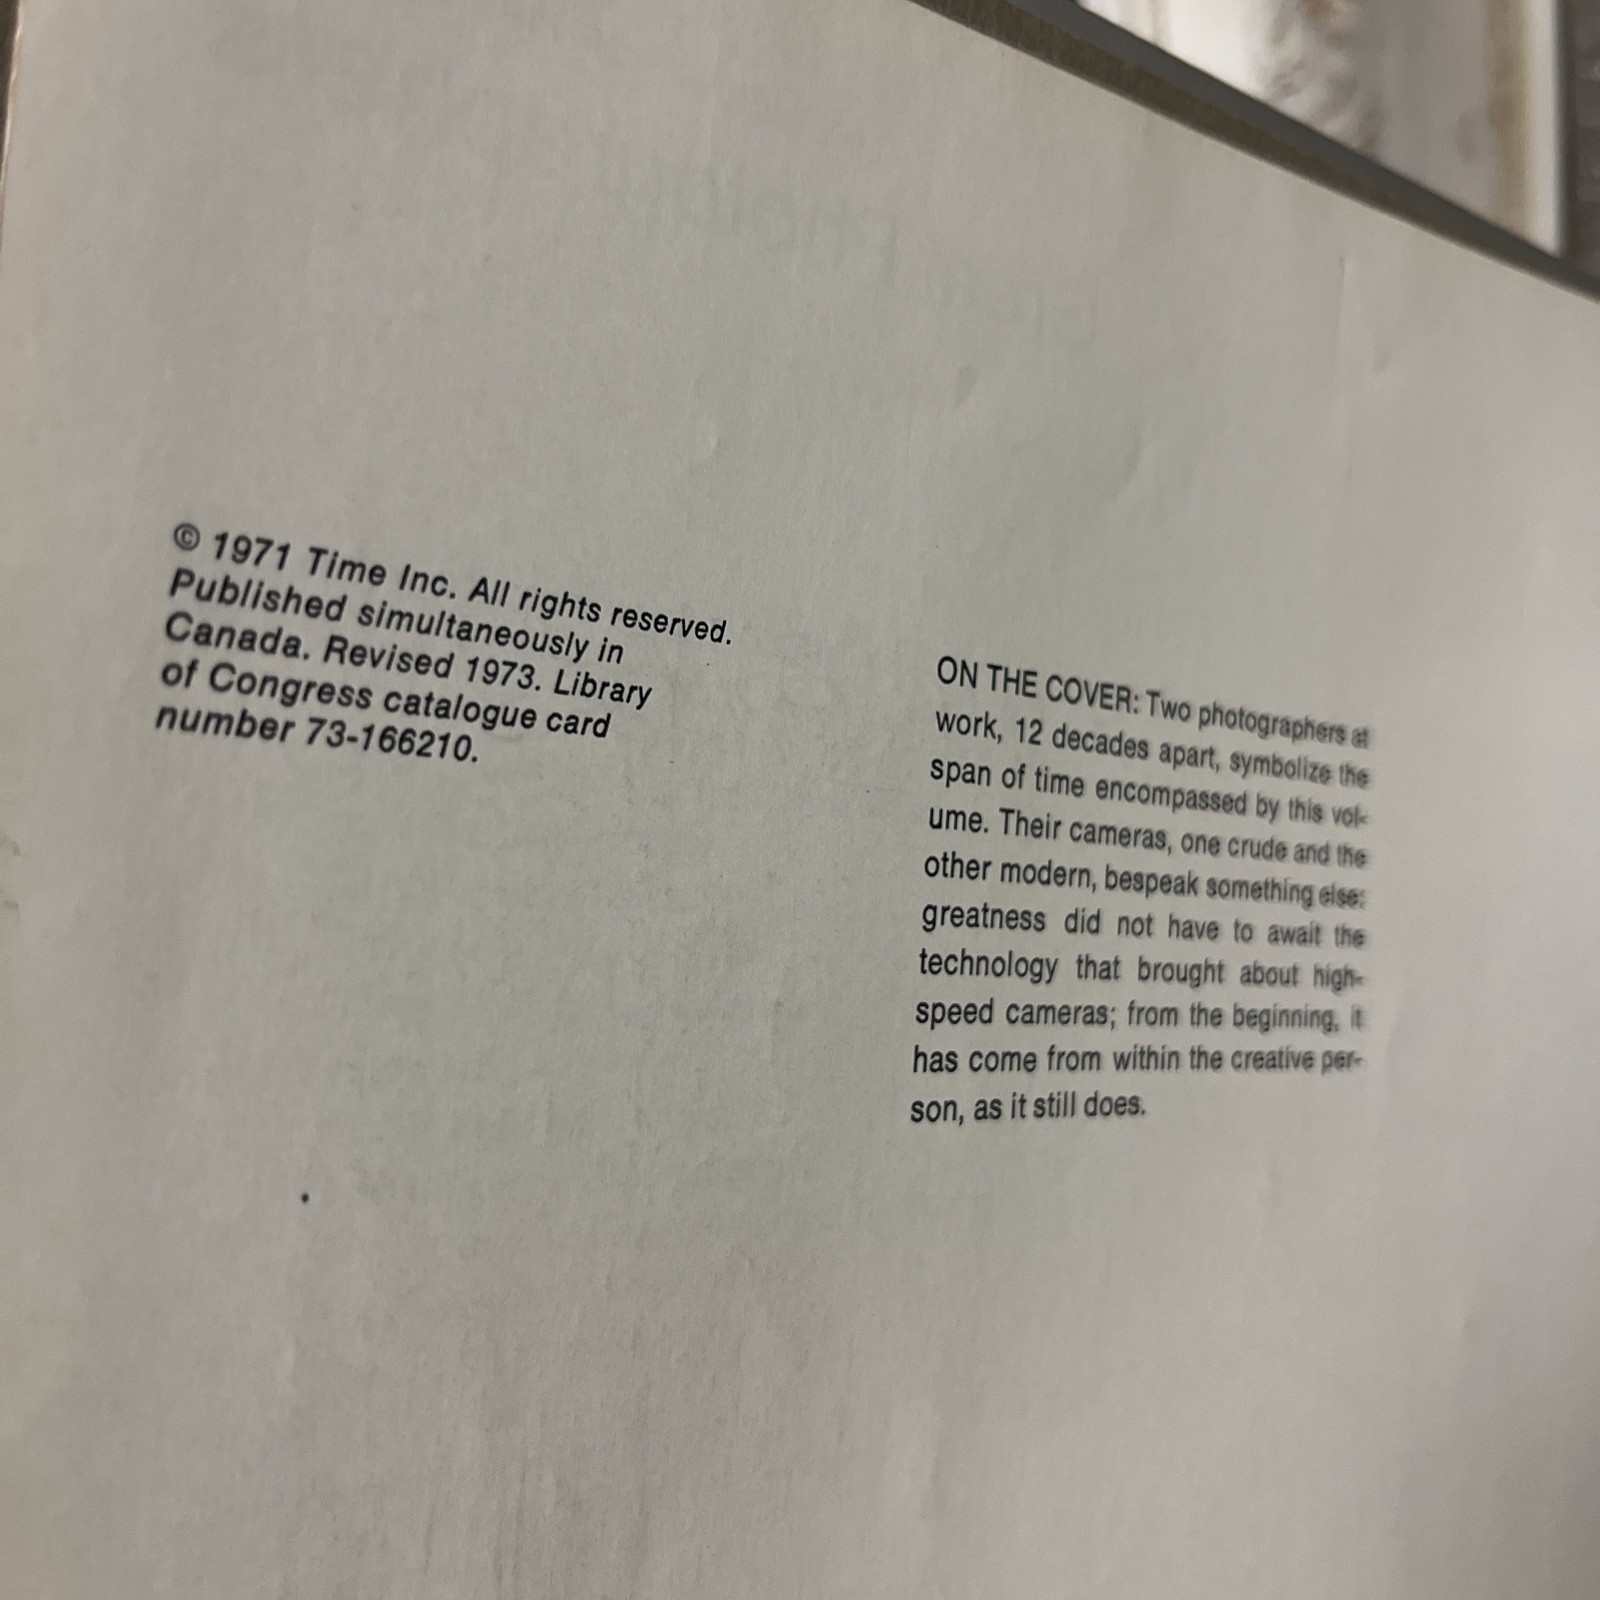 © 1971 Time Inc. All rights reserved.
Published simultaneously in
Canada. Revised 1973. Library
of Congress catalogue card
number 73-166210.
ON THE COVER: Two photographers at
work, 12 decades apart, symbolize the
span of time encompassed by this vol-
ume. Their cameras, one crude and the
other modern, bespeak something else:
greatness did not have to await the
technology that brought about high-
speed cameras; from the beginning, it
has come from within the creative per-
son, as it still does.